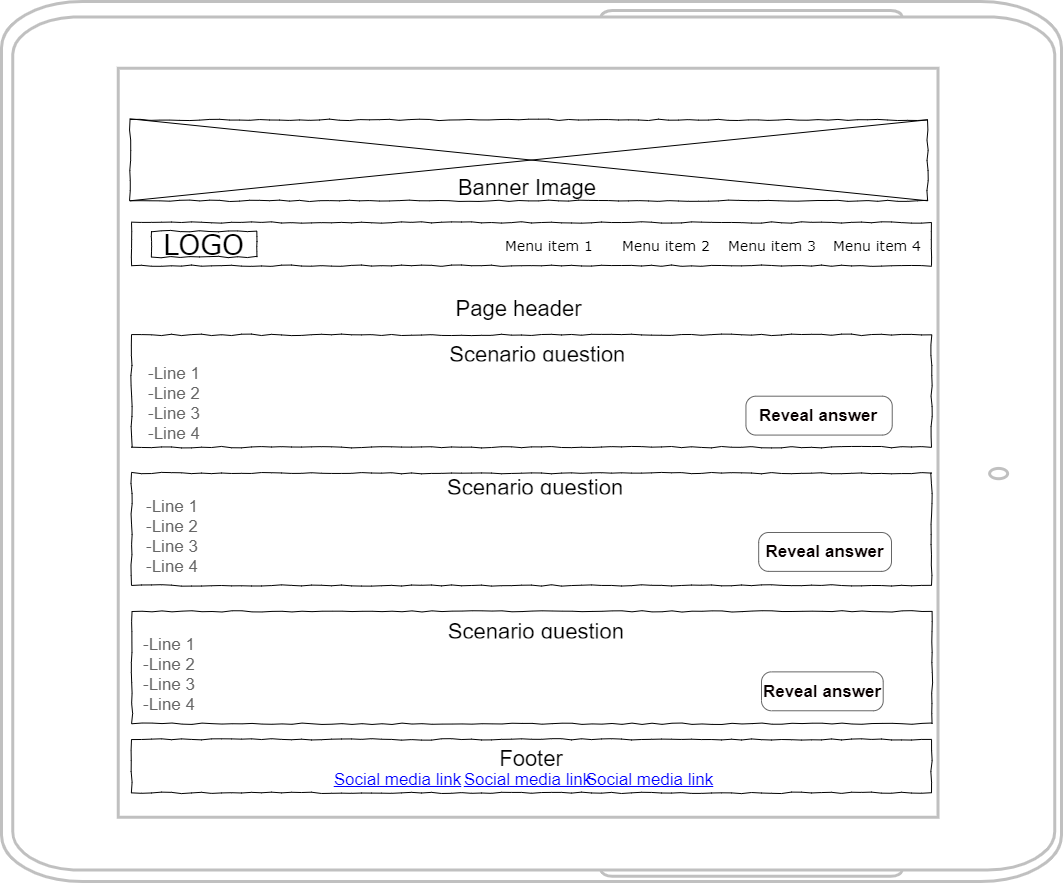 Banner Image
LOGO Menu item 1 Menu item 2 Menu item 3 Menu item 4
Page header
Scenario question
-Line 1
-Line 2
-Line 3
-Line 4
Reveal answer
Scenario question
-Line 1
-Line 2
-Line 3
-Line 4
Reveal answer
Scenario question
-Line 1
-Line 2
-Line 3
-Line 4
Reveal answer
Footer
Social media link Social media link Social media link